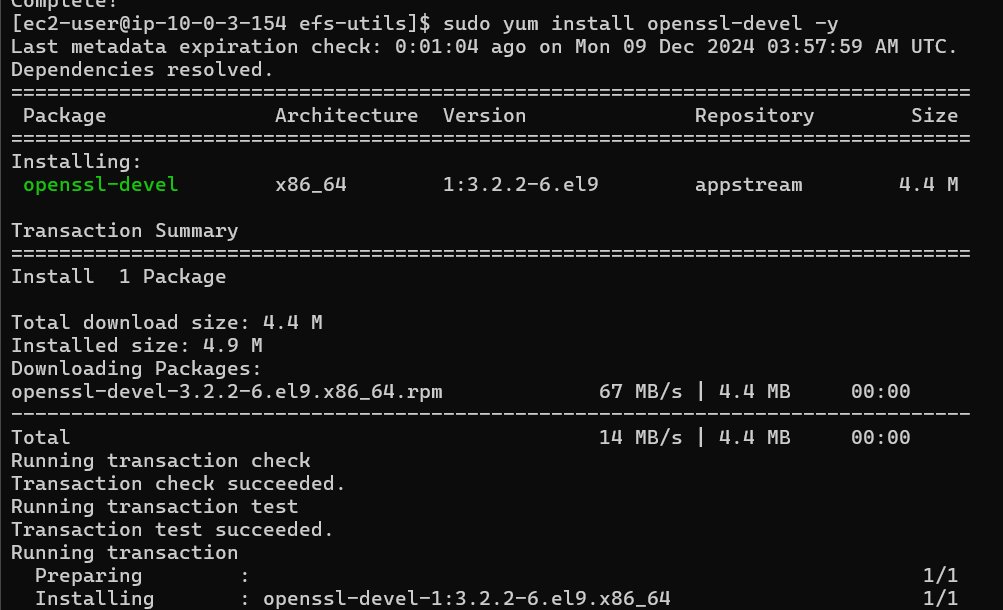 Complete!
[ec2-user@ip-10-0-3-154 efs-utils]$ sudo yum install openssl-devel -y
Last metadata expiration check: 0:01:04 ago on Mon 09 Dec 2024 03:57:59 AM UTC.
Dependencies resolved.
================================================================================
 Package              Architecture  Version              Repository        Size
================================================================================
Installing:
 openssl-devel        x86_64        1:3.2.2-6.el9        appstream        4.4 M

Transaction Summary
================================================================================
Install  1 Package

Total download size: 4.4 M
Installed size: 4.9 M
Downloading Packages:
openssl-devel-3.2.2-6.el9.x86_64.rpm             67 MB/s | 4.4 MB     00:00
--------------------------------------------------------------------------------
Total                                            14 MB/s | 4.4 MB     00:00
Running transaction check
Transaction check succeeded.
Running transaction test
Transaction test succeeded.
Running transaction
  Preparing        :                                                        1/1
  Installing       : openssl-devel-1:3.2.2-6.el9.x86_64                     1/1